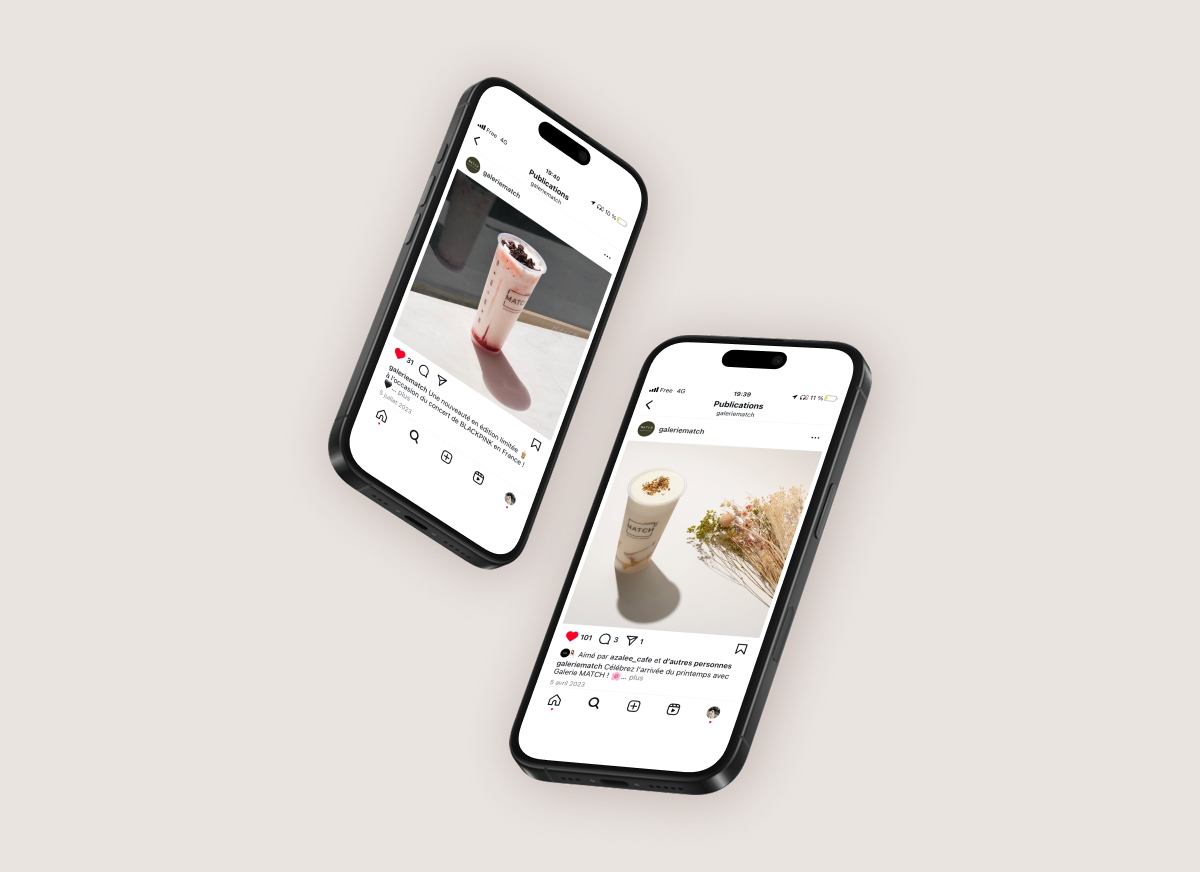 Free 4G
19:40
10 %
Publications
galeriematch
galeriematch
MATCH
31
galeriematch Une nouveauté en édition limitée 🧋
à l'occasion du concert de BLACKPINK en France !
🖤... plus
5 juillet 2023
Free 4G
19:39
11 %
Publications
galeriematch
MATCH
galeriematch
MATCH
101
3
1
Aimé par azalee_cafe et d'autres personnes
galeriematch Célébrez l'arrivée du printemps avec
Galerie MATCH ! 🌸... plus
5 avril 2023